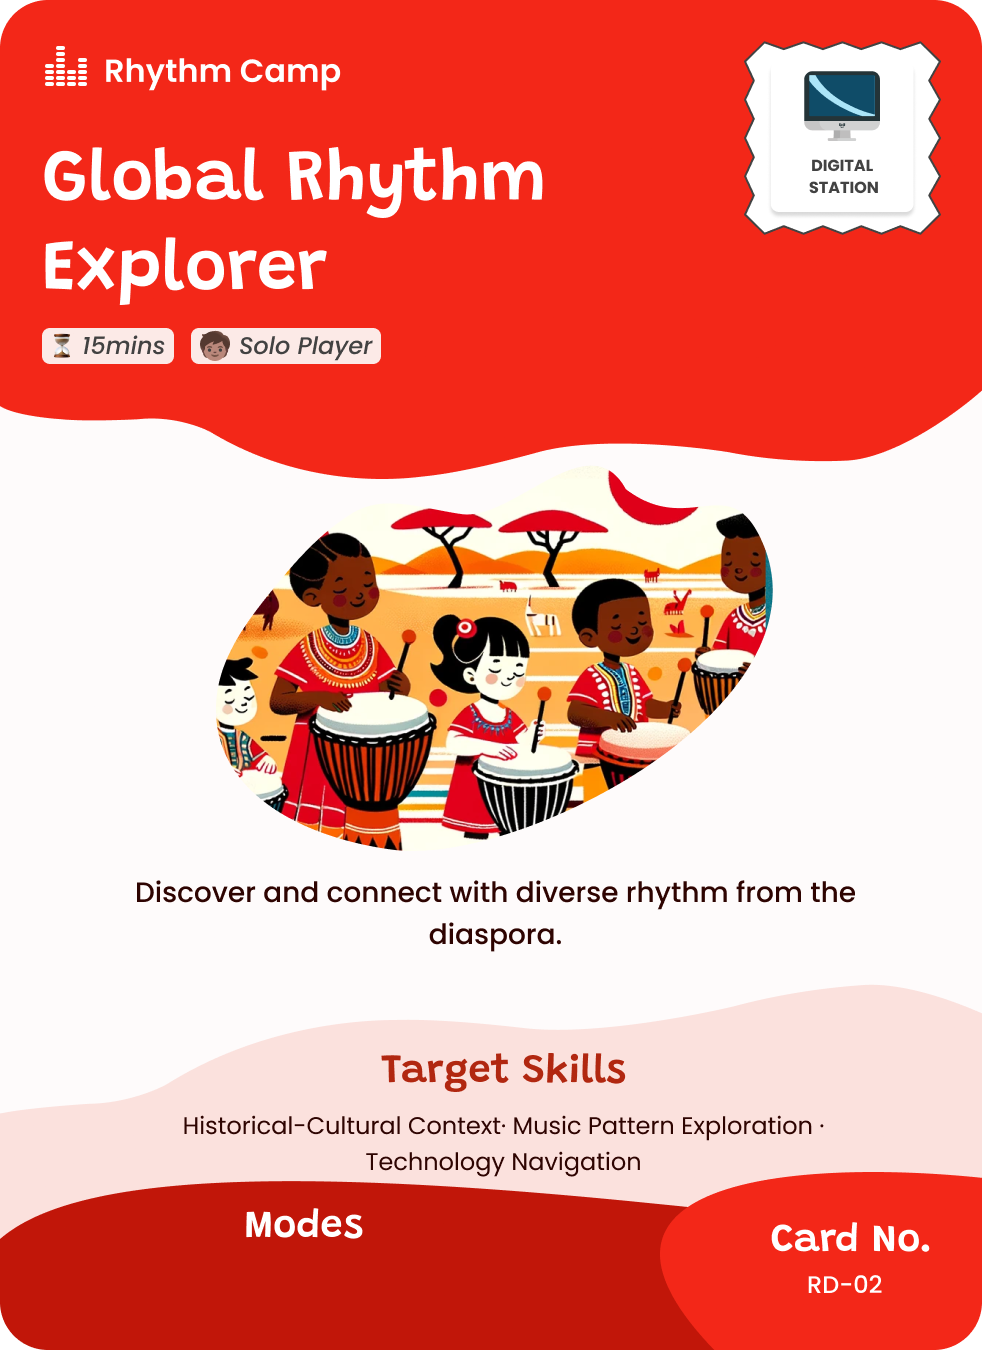 Rhythm Camp
DIGITAL
STATION
Global Rhythm
Explorer
15mins
Solo Player
Discover and connect with diverse rhythm from the
diaspora.
Target Skills
Historical-Cultural Context· Music Pattern Exploration ·
Technology Navigation
Modes
Card No.
RD-02